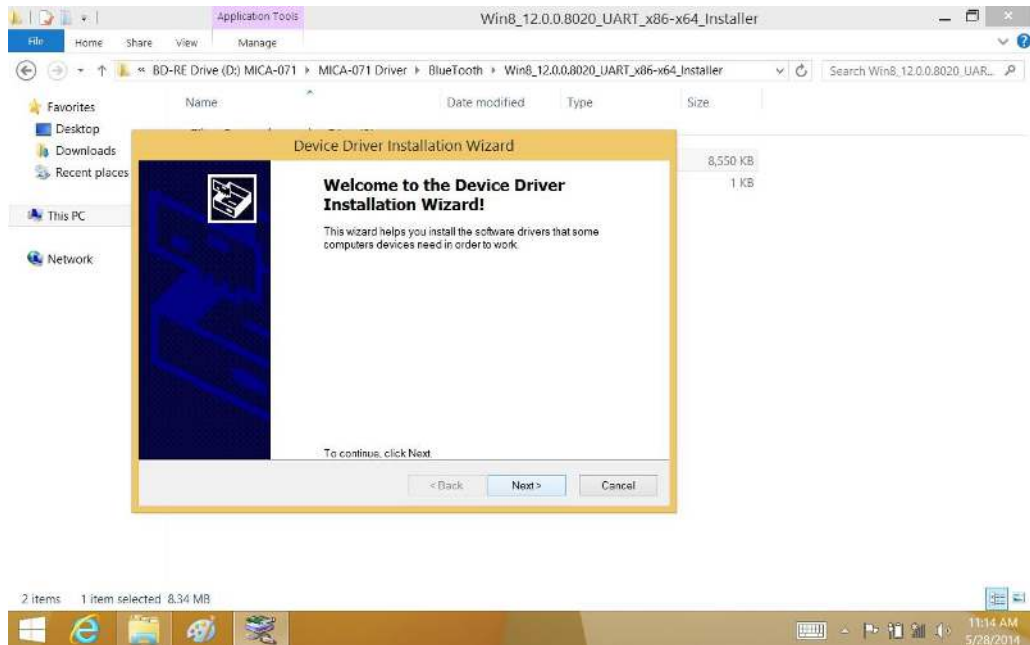 Application Tools
Win8_12.0.0.8020_UART_x86-x64_Installer
File Home Share View Manage
« BD-RE Drive (D:) MICA-071 MICA-071 Driver BlueTooth Win8_12.0.0.8020_UART_x86-x64_Installer
Search Win8_12.0.0.8020_UAR...
Name Date modified Type Size
Favorites
Desktop
Downloads
Recent places
This PC
Network
8,550 KB
1 KB
Device Driver Installation Wizard
Welcome to the Device Driver
Installation Wizard!
This wizard helps you install the software drivers that some
computers devices need in order to work.
To continue, click Next.
< Back Next > Cancel
2 items 1 item selected 8.34 MB
11:14 AM
5/28/2014